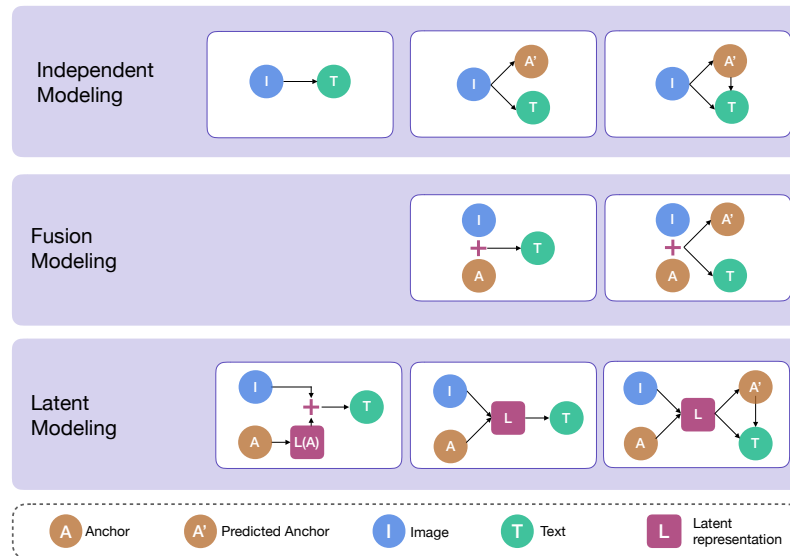 Independent
Modeling
I
T
I
A'
T
I
A'
T
Fusion
Modeling
I
+
A
T
I
+
A
A'
T
Latent
Modeling
I
+
T
A
L(A)
I
L
T
A
I
L
A'
A
T
A Anchor
A' Predicted Anchor
I Image
T Text
L Latent
representation